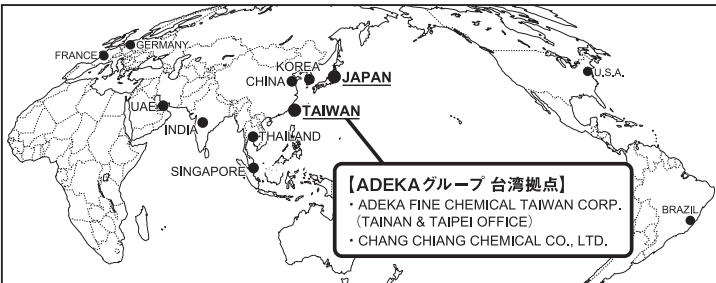 GERMANY
FRANCE
KOREA
JAPAN
CHINA
U.S.A.
UAE
TAIWAN
INDIA
THAILAND
SINGAPORE
【ADEKAグループ 台湾拠点】
・ADEKA FINE CHEMICAL TAIWAN CORP.
（TAINAN & TAIPEI OFFICE）
・CHANG CHIANG CHEMICAL CO., LTD.
BRAZIL